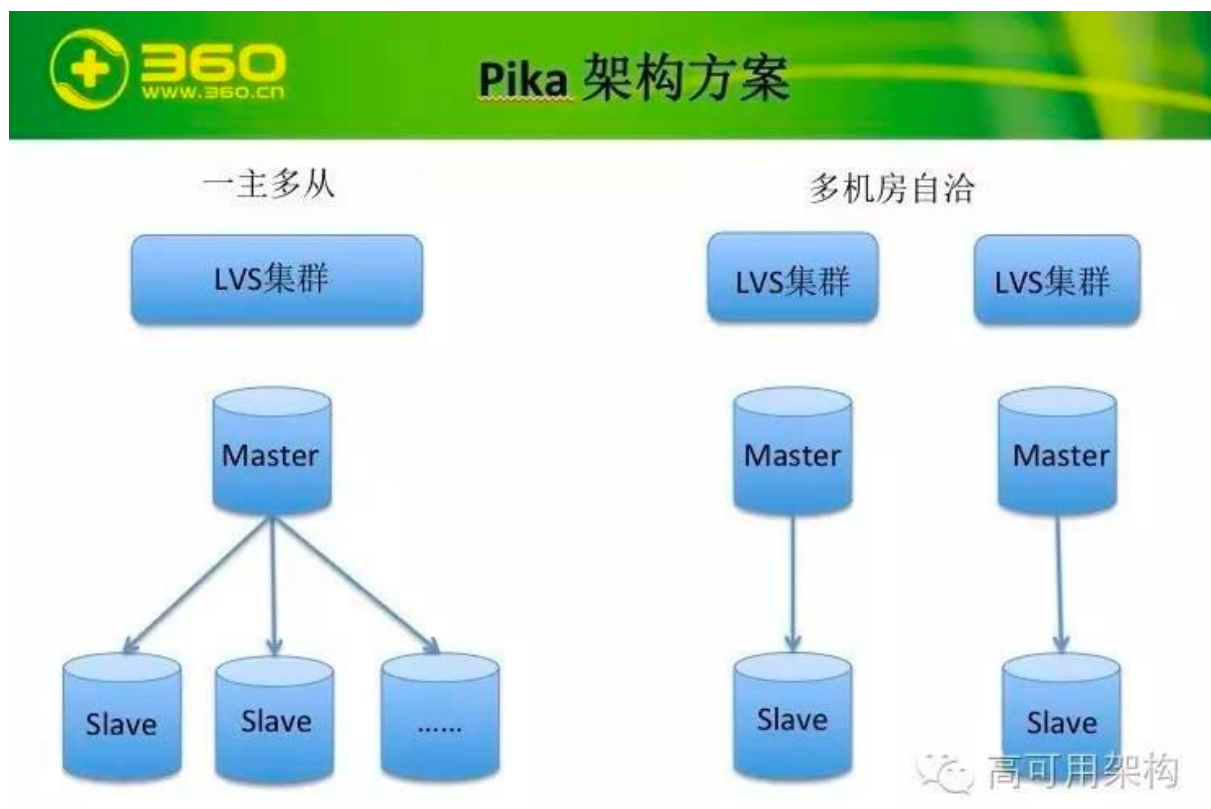 360
WWW.360.CN
Pika 架构方案
一主多从
多机房自洽
LVS集群
LVS集群
LVS集群
Master
Master
Master
Slave
Slave
......
Slave
Slave
高可用架构